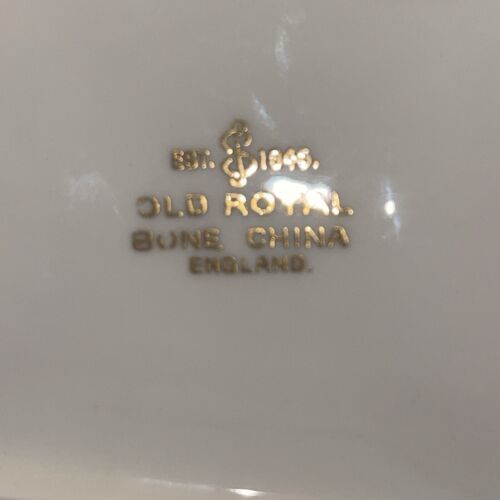 EST. 1846.
OLD ROYAL
BONE CHINA
ENGLAND.